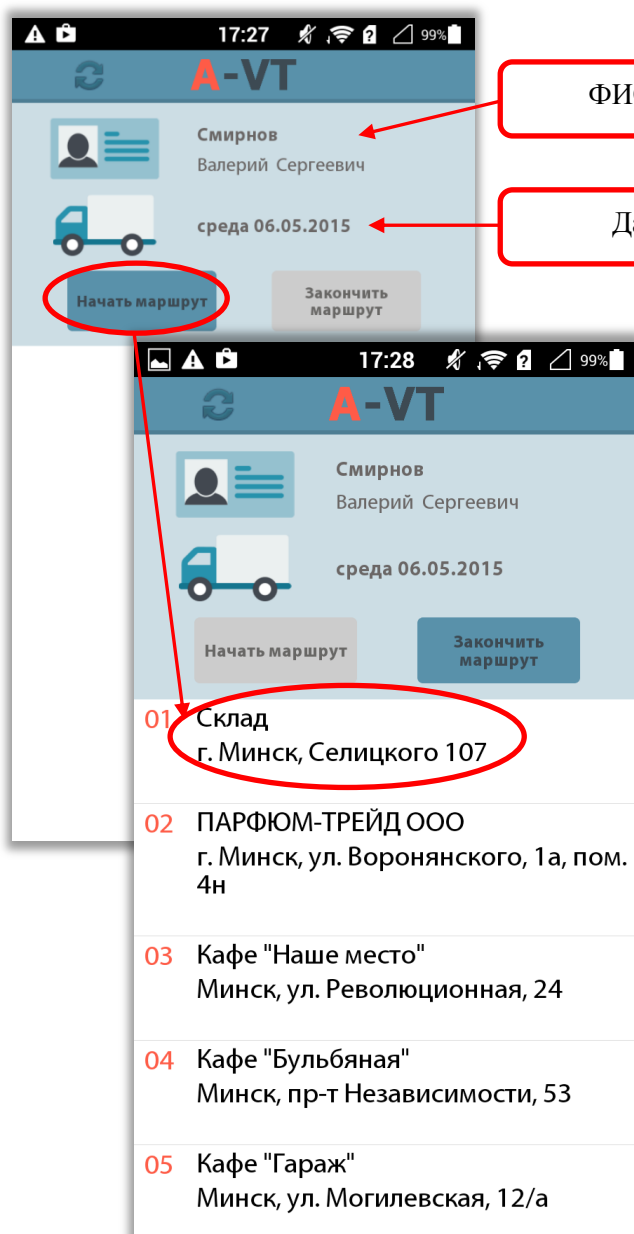 17:27 99%
A-VT
Смирнов
Валерий Сергеевич
среда 06.05.2015
Начать маршрут
Закончить
маршрут
17:28 99%
A-VT
Смирнов
Валерий Сергеевич
среда 06.05.2015
Начать маршрут
Закончить
маршрут
01 Склад
г. Минск, Селицкого 107
02 ПАРФЮМ-ТРЕЙД ООО
г. Минск, ул. Воронянского, 1а, пом.
4н
03 Кафе "Наше место"
Минск, ул. Революционная, 24
04 Кафе "Бульбяная"
Минск, пр-т Независимости, 53
05 Кафе "Гараж"
Минск, ул. Могилевская, 12/а